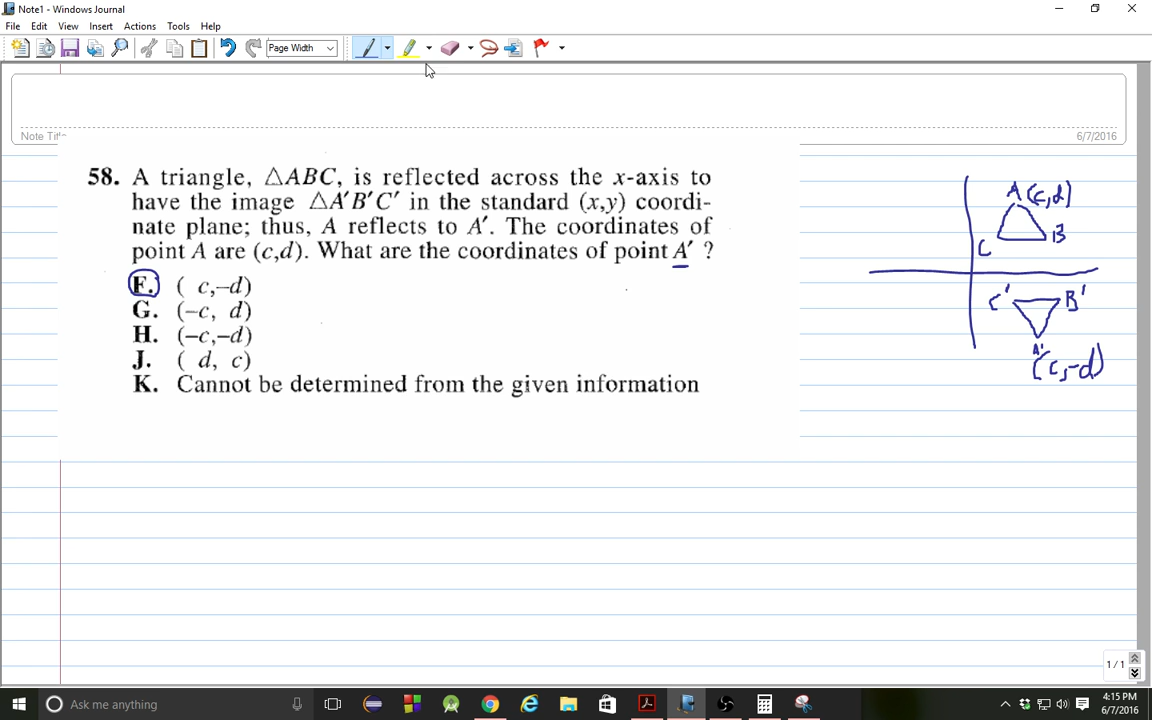 Note1 - Windows Journal
File Edit View Insert Actions Tools Help
Page Width
Note Title
6/7/2016
58. A triangle, △ABC, is reflected across the x-axis to
have the image △A′B′C′ in the standard (x,y) coordi-
nate plane; thus, A reflects to A′. The coordinates of
point A are (c,d). What are the coordinates of point A′ ?
F. ( c,–d)
G. (–c, d)
H. (–c,–d)
J. ( d, c)
K. Cannot be determined from the given information
A (c,d)
B
C
C' B'
A'
(c,-d)
1 / 1
Ask me anything
4:15 PM
6/7/2016